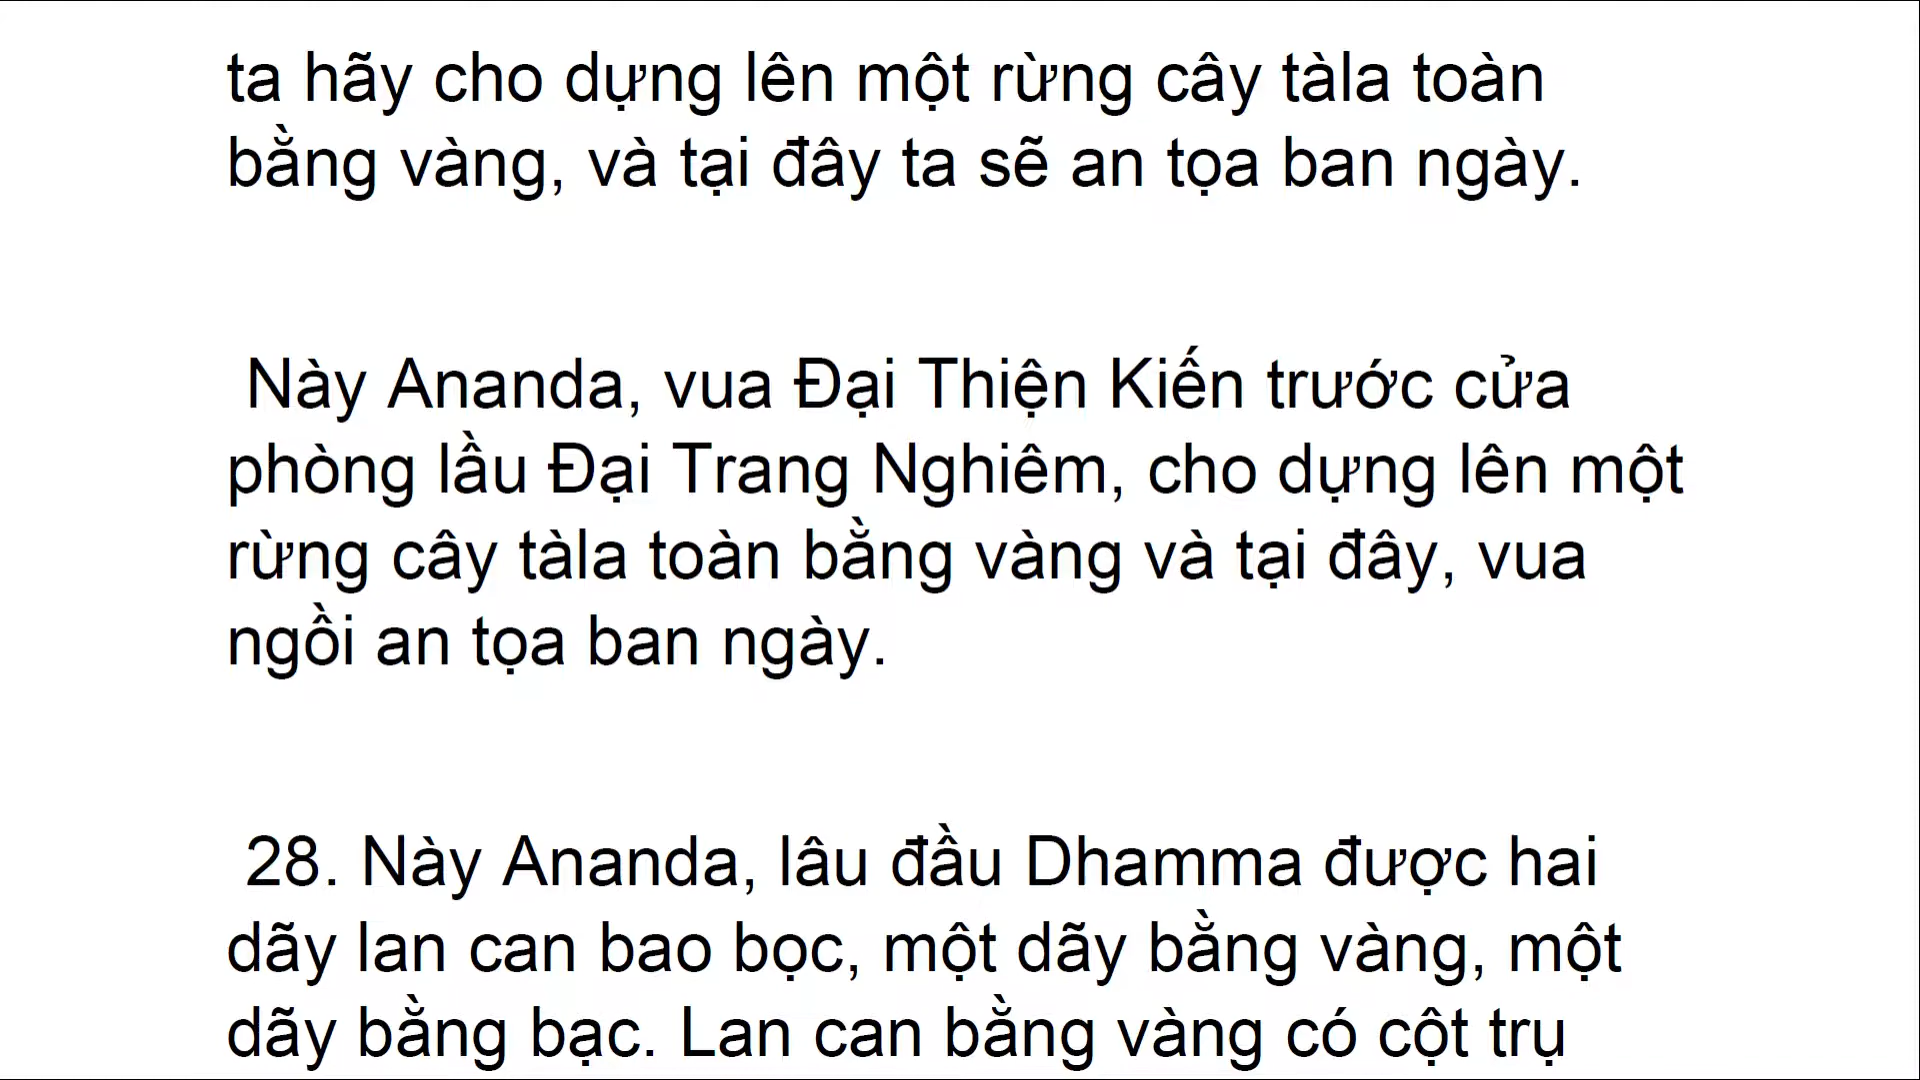 ta hãy cho dựng lên một rừng cây tàla toàn
bằng vàng, và tại đây ta sẽ an tọa ban ngày.
Này Ananda, vua Đại Thiện Kiến trước cửa
phòng lầu Đại Trang Nghiêm, cho dựng lên một
rừng cây tàla toàn bằng vàng và tại đây, vua
ngồi an tọa ban ngày.
28. Này Ananda, lâu đầu Dhamma được hai
dãy lan can bao bọc, một dãy bằng vàng, một
dãy bằng bạc. Lan can bằng vàng có cột trụ